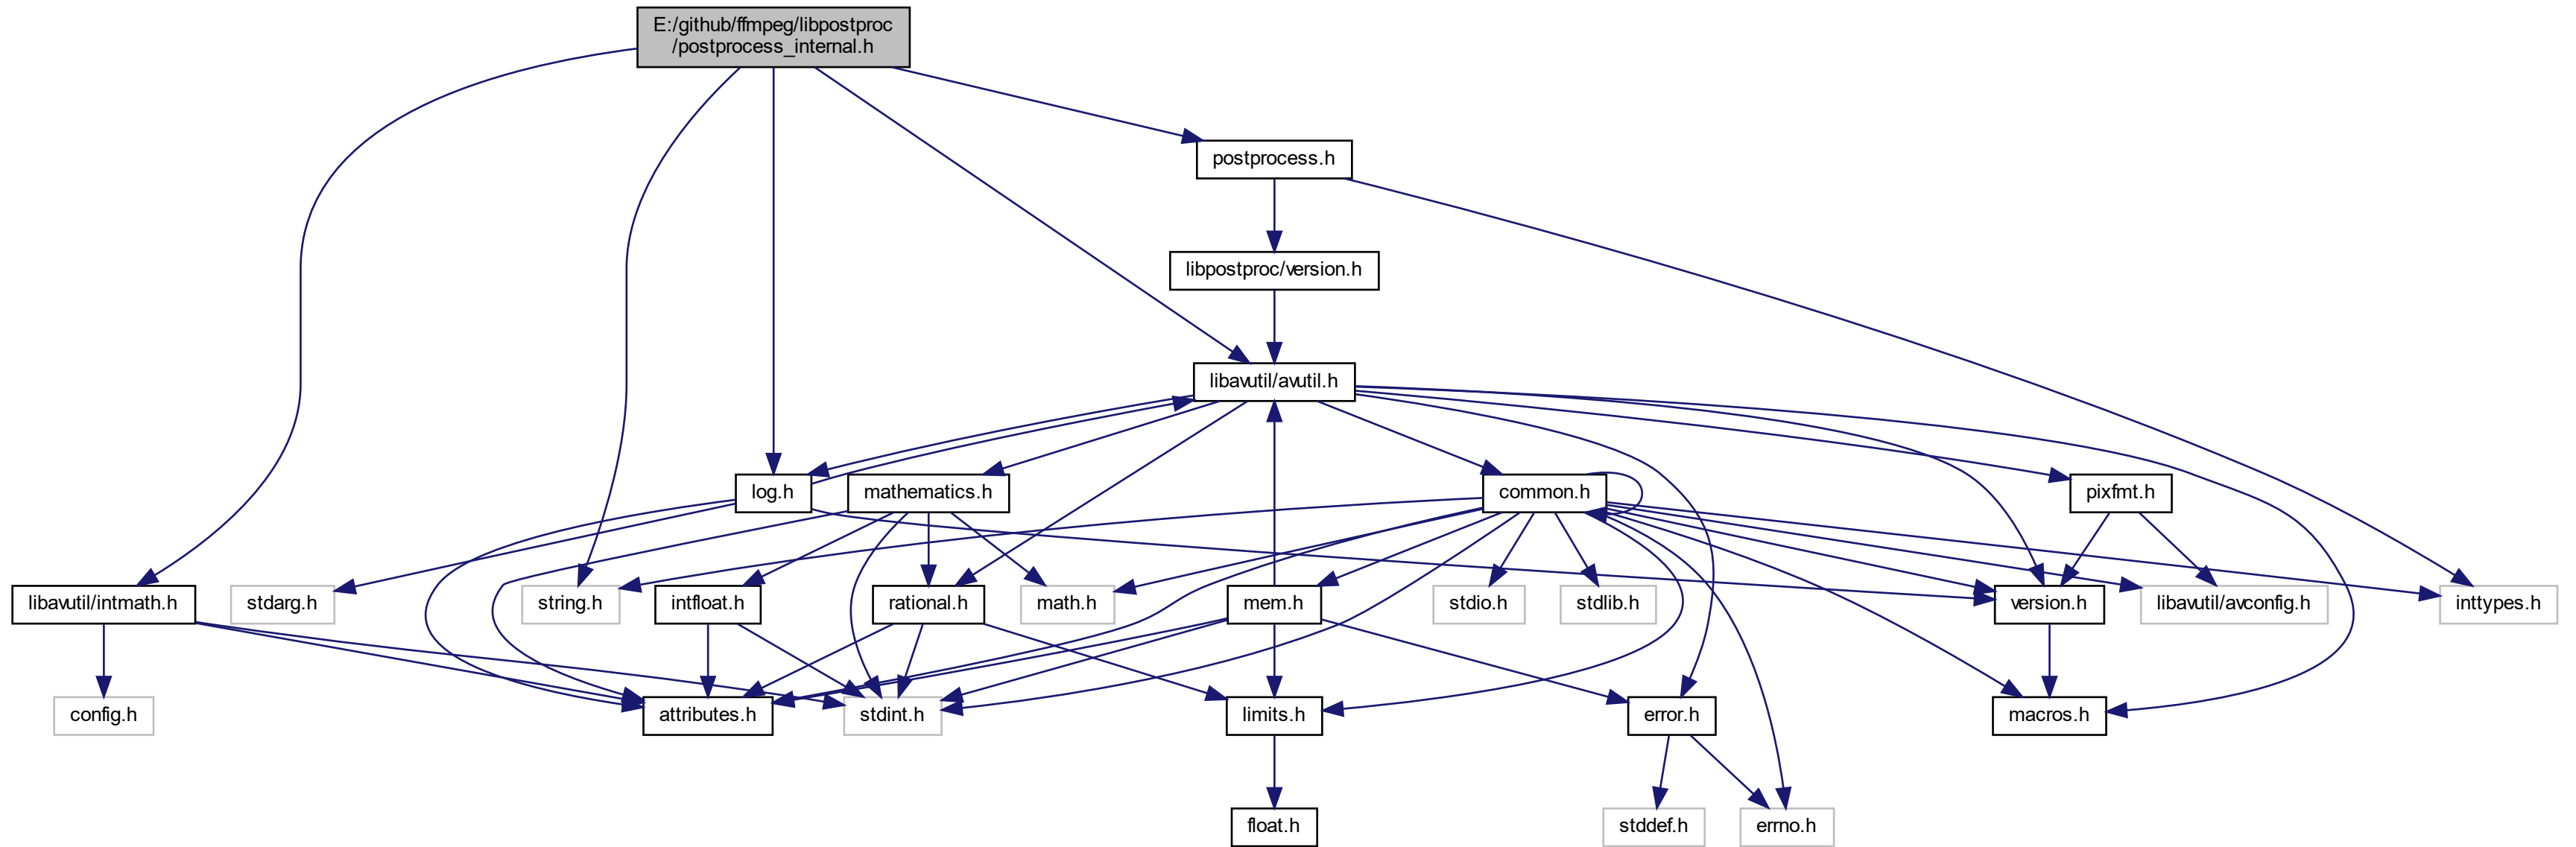 E:/github/ffmpeg/libpostproc
/postprocess_internal.h
postprocess.h
libpostproc/version.h
libavutil/avutil.h
log.h
mathematics.h
common.h
pixfmt.h
libavutil/intmath.h
stdarg.h
string.h
intfloat.h
rational.h
math.h
mem.h
stdio.h
stdlib.h
version.h
libavutil/avconfig.h
inttypes.h
config.h
attributes.h
stdint.h
limits.h
error.h
macros.h
float.h
stddef.h
errno.h